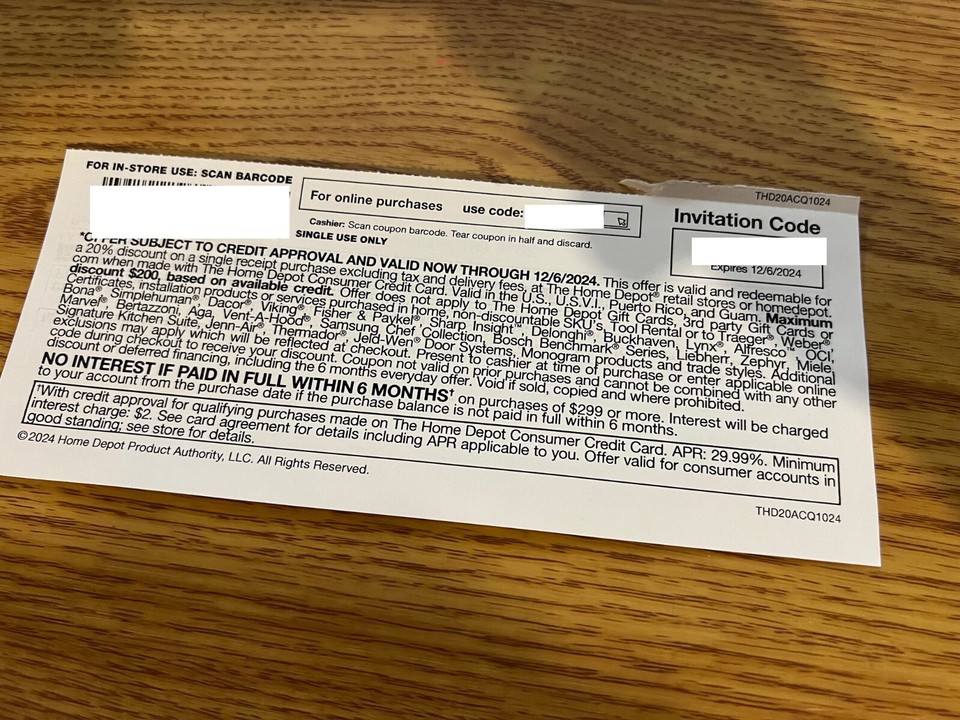 FOR IN-STORE USE: SCAN BARCODE
For online purchases use code:
Cashier: Scan coupon barcode. Tear coupon in half and discard.
SINGLE USE ONLY
THD20ACQ1024
Invitation Code
Expires 12/6/2024
*OFFER SUBJECT TO CREDIT APPROVAL AND VALID NOW THROUGH 12/6/2024. This offer is valid and redeemable for
a 20% discount on a single receipt purchase excluding tax and delivery fees, at The Home Depot® retail stores or homedepot.
com when made with The Home Depot Consumer Credit Card. Valid in the U.S., U.S.V.I., Puerto Rico, and Guam. Maximum
discount $200, based on available credit. Offer does not apply to The Home Depot Gift Cards, 3rd party Gift Cards or
Certificates, installation products or services purchased in home, non-discountable SKU's, Tool Rental or to Traeger® Weber®
Bona® Simplehuman® Dacor® Viking® Fisher & Paykel® Sharp Insight™ Delonghi® Buckhaven, Lynx® Alfresco™ OCI,
Marvel® Bertazzoni, Aga, Vent-A-Hood® Samsung Chef Collection, Bosch Benchmark® Series, Liebherr, Zephyr, Miele,
Signature Kitchen Suite, Jenn-Air® Thermador® Jeld-Wen® Door Systems, Monogram products and trade styles. Additional
exclusions may apply which will be reflected at checkout. Present to cashier at time of purchase or enter applicable online
code during checkout to receive your discount. Coupon not valid on prior purchases and cannot be combined with any other
discount or deferred financing, including the 6 months everyday offer. Void if sold, copied and where prohibited.
NO INTEREST IF PAID IN FULL WITHIN 6 MONTHS† on purchases of $299 or more. Interest will be charged
to your account from the purchase date if the purchase balance is not paid in full within 6 months.
†With credit approval for qualifying purchases made on The Home Depot Consumer Credit Card. APR: 29.99%. Minimum
interest charge: $2. See card agreement for details including APR applicable to you. Offer valid for consumer accounts in
good standing; see store for details.
©2024 Home Depot Product Authority, LLC. All Rights Reserved.
THD20ACQ1024